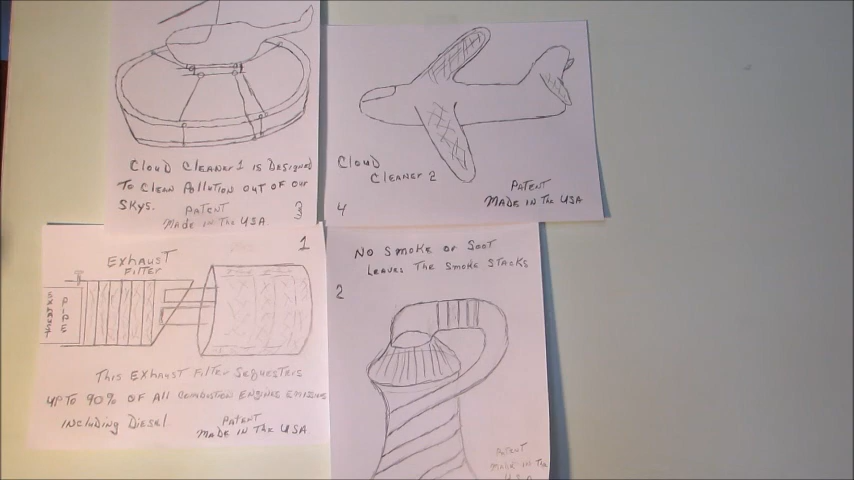 CLOUD CLEANER 1 IS DESIGNED
TO CLEAN POLLUTION OUT OF OUR
SKYS.
PATENT
MADE IN THE USA.
3
CLOUD
CLEANER 2
4
PATENT
MADE IN THE USA
1
EXHAUST
FILTER
EXHAUST
PIPE
THIS EXHAUST FILTER SEQUESTERS
UP TO 90% OF ALL COMBUSTION ENGINES EMISSIONS
INCLUDING DIESEL.
PATENT
MADE IN THE USA.
NO SMOKE OR SOOT
LEAVES THE SMOKE STACKS
2
PATENT
MADE IN THE
USA